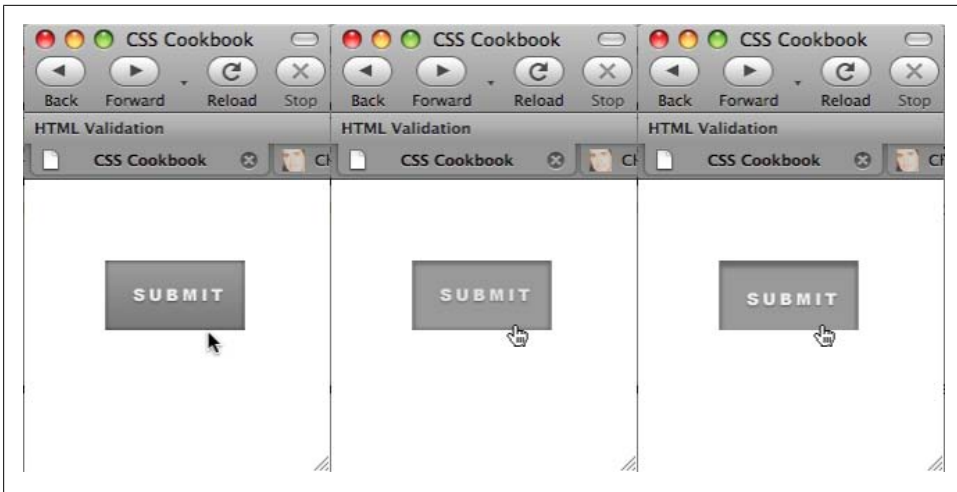 CSS Cookbook CSS Cookbook CSS Cookbook
Back Forward Reload Stop Back Forward Reload Stop Back Forward Reload Stop
HTML Validation HTML Validation HTML Validation
CSS Cookbook CSS Cookbook CSS Cookbook
SUBMIT SUBMIT SUBMIT